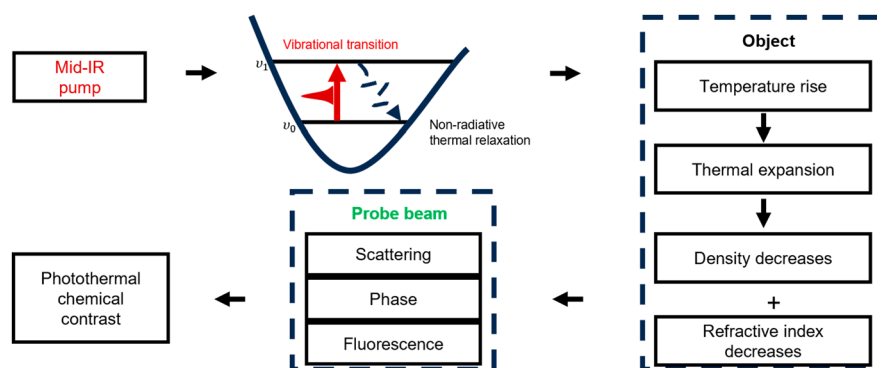 Mid-IR
pump
Vibrational transition
υ₁
υ₀
Non-radiative
thermal relaxation
Object
Temperature rise
Thermal expansion
Density decreases
+
Refractive index
decreases
Probe beam
Scattering
Phase
Fluorescence
Photothermal
chemical
contrast